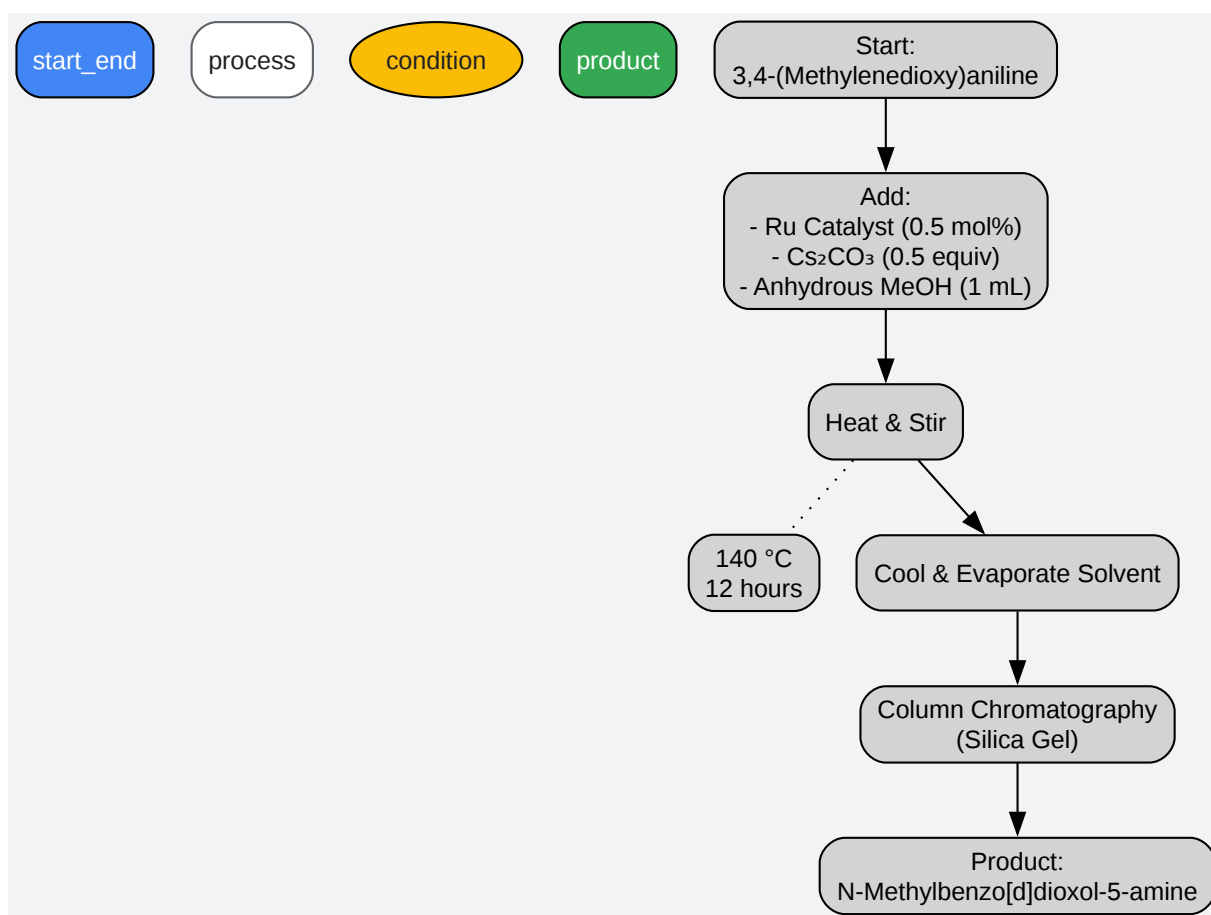 start_end
process
condition
product
Start:
3,4-(Methylenedioxy)aniline
Add:
- Ru Catalyst (0.5 mol%)
- Cs₂CO₃ (0.5 equiv)
- Anhydrous MeOH (1 mL)
Heat & Stir
140 °C
12 hours
Cool & Evaporate Solvent
Column Chromatography
(Silica Gel)
Product:
N-Methylbenzo[d]dioxol-5-amine